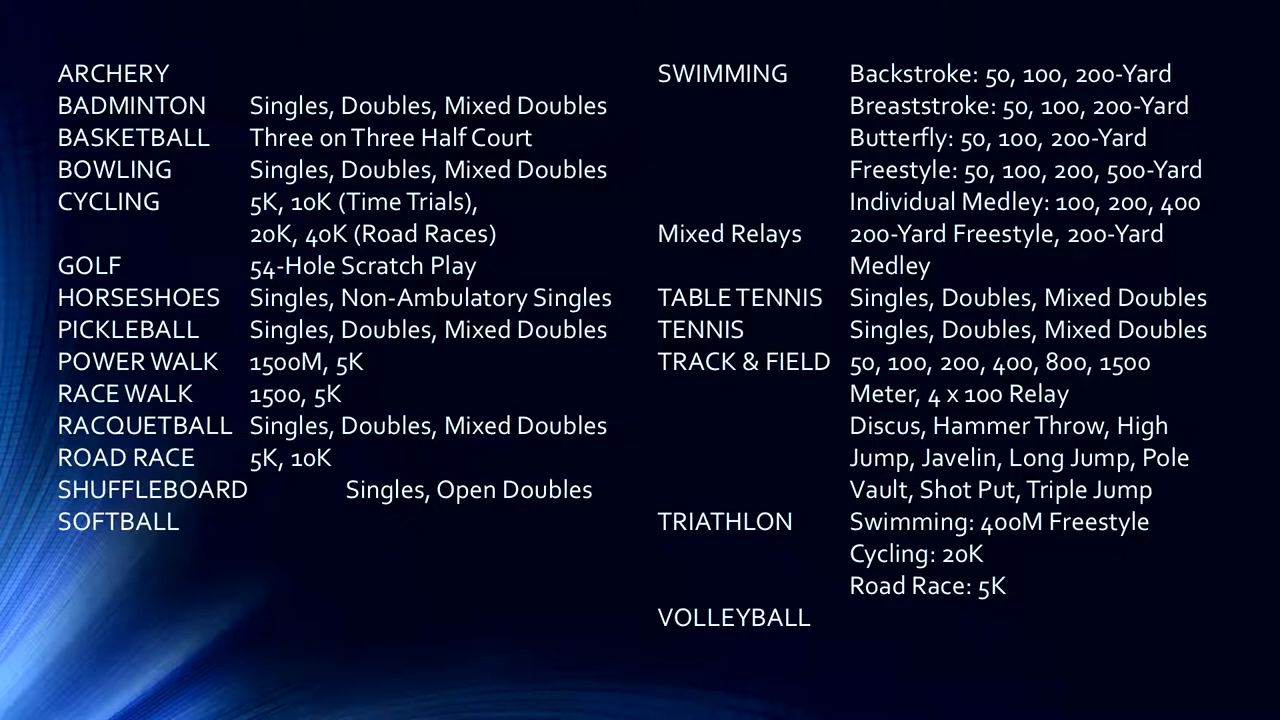 ARCHERY
BADMINTON Singles, Doubles, Mixed Doubles
BASKETBALL Three on Three Half Court
BOWLING Singles, Doubles, Mixed Doubles
CYCLING 5K, 10K (Time Trials),
20K, 40K (Road Races)
GOLF 54-Hole Scratch Play
HORSESHOES Singles, Non-Ambulatory Singles
PICKLEBALL Singles, Doubles, Mixed Doubles
POWER WALK 1500M, 5K
RACE WALK 1500, 5K
RACQUETBALL Singles, Doubles, Mixed Doubles
ROAD RACE 5K, 10K
SHUFFLEBOARD Singles, Open Doubles
SOFTBALL
SWIMMING Backstroke: 50, 100, 200-Yard
Breaststroke: 50, 100, 200-Yard
Butterfly: 50, 100, 200-Yard
Freestyle: 50, 100, 200, 500-Yard
Individual Medley: 100, 200, 400
Mixed Relays 200-Yard Freestyle, 200-Yard
Medley
TABLE TENNIS Singles, Doubles, Mixed Doubles
TENNIS Singles, Doubles, Mixed Doubles
TRACK & FIELD 50, 100, 200, 400, 800, 1500
Meter, 4 x 100 Relay
Discus, Hammer Throw, High
Jump, Javelin, Long Jump, Pole
Vault, Shot Put, Triple Jump
TRIATHLON Swimming: 400M Freestyle
Cycling: 20K
Road Race: 5K
VOLLEYBALL